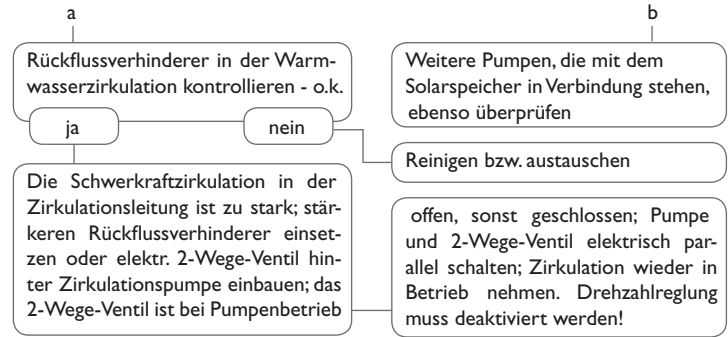 a
Rückflussverhinderer in der Warm-
wasserzirkulation kontrollieren - o.k.
ja
nein
Die Schwerkraftzirkulation in der
Zirkulationsleitung ist zu stark; stär-
keren Rückflussverhinderer einset-
zen oder elektr. 2-Wege-Ventil hin-
ter Zirkulationspumpe einbauen; das
2-Wege-Ventil ist bei Pumpenbetrieb
b
Weitere Pumpen, die mit dem
Solarspeicher in Verbindung stehen,
ebenso überprüfen
Reinigen bzw. austauschen
offen, sonst geschlossen; Pumpe
und 2-Wege-Ventil elektrisch par-
allel schalten; Zirkulation wieder in
Betrieb nehmen. Drehzahlreglung
muss deaktiviert werden!